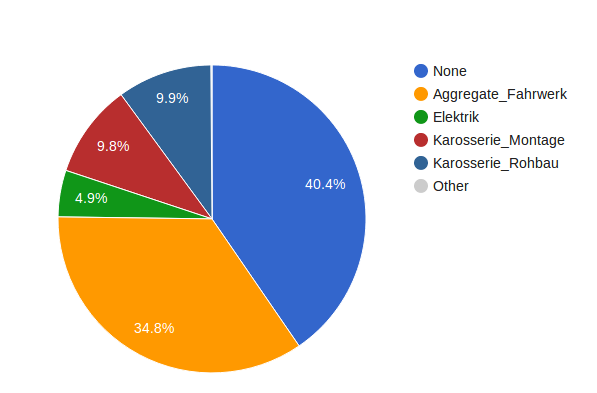 None
Aggregate_Fahrwerk
Elektrik
Karosserie_Montage
Karosserie_Rohbau
Other
9.9%
9.8%
4.9%
40.4%
34.8%